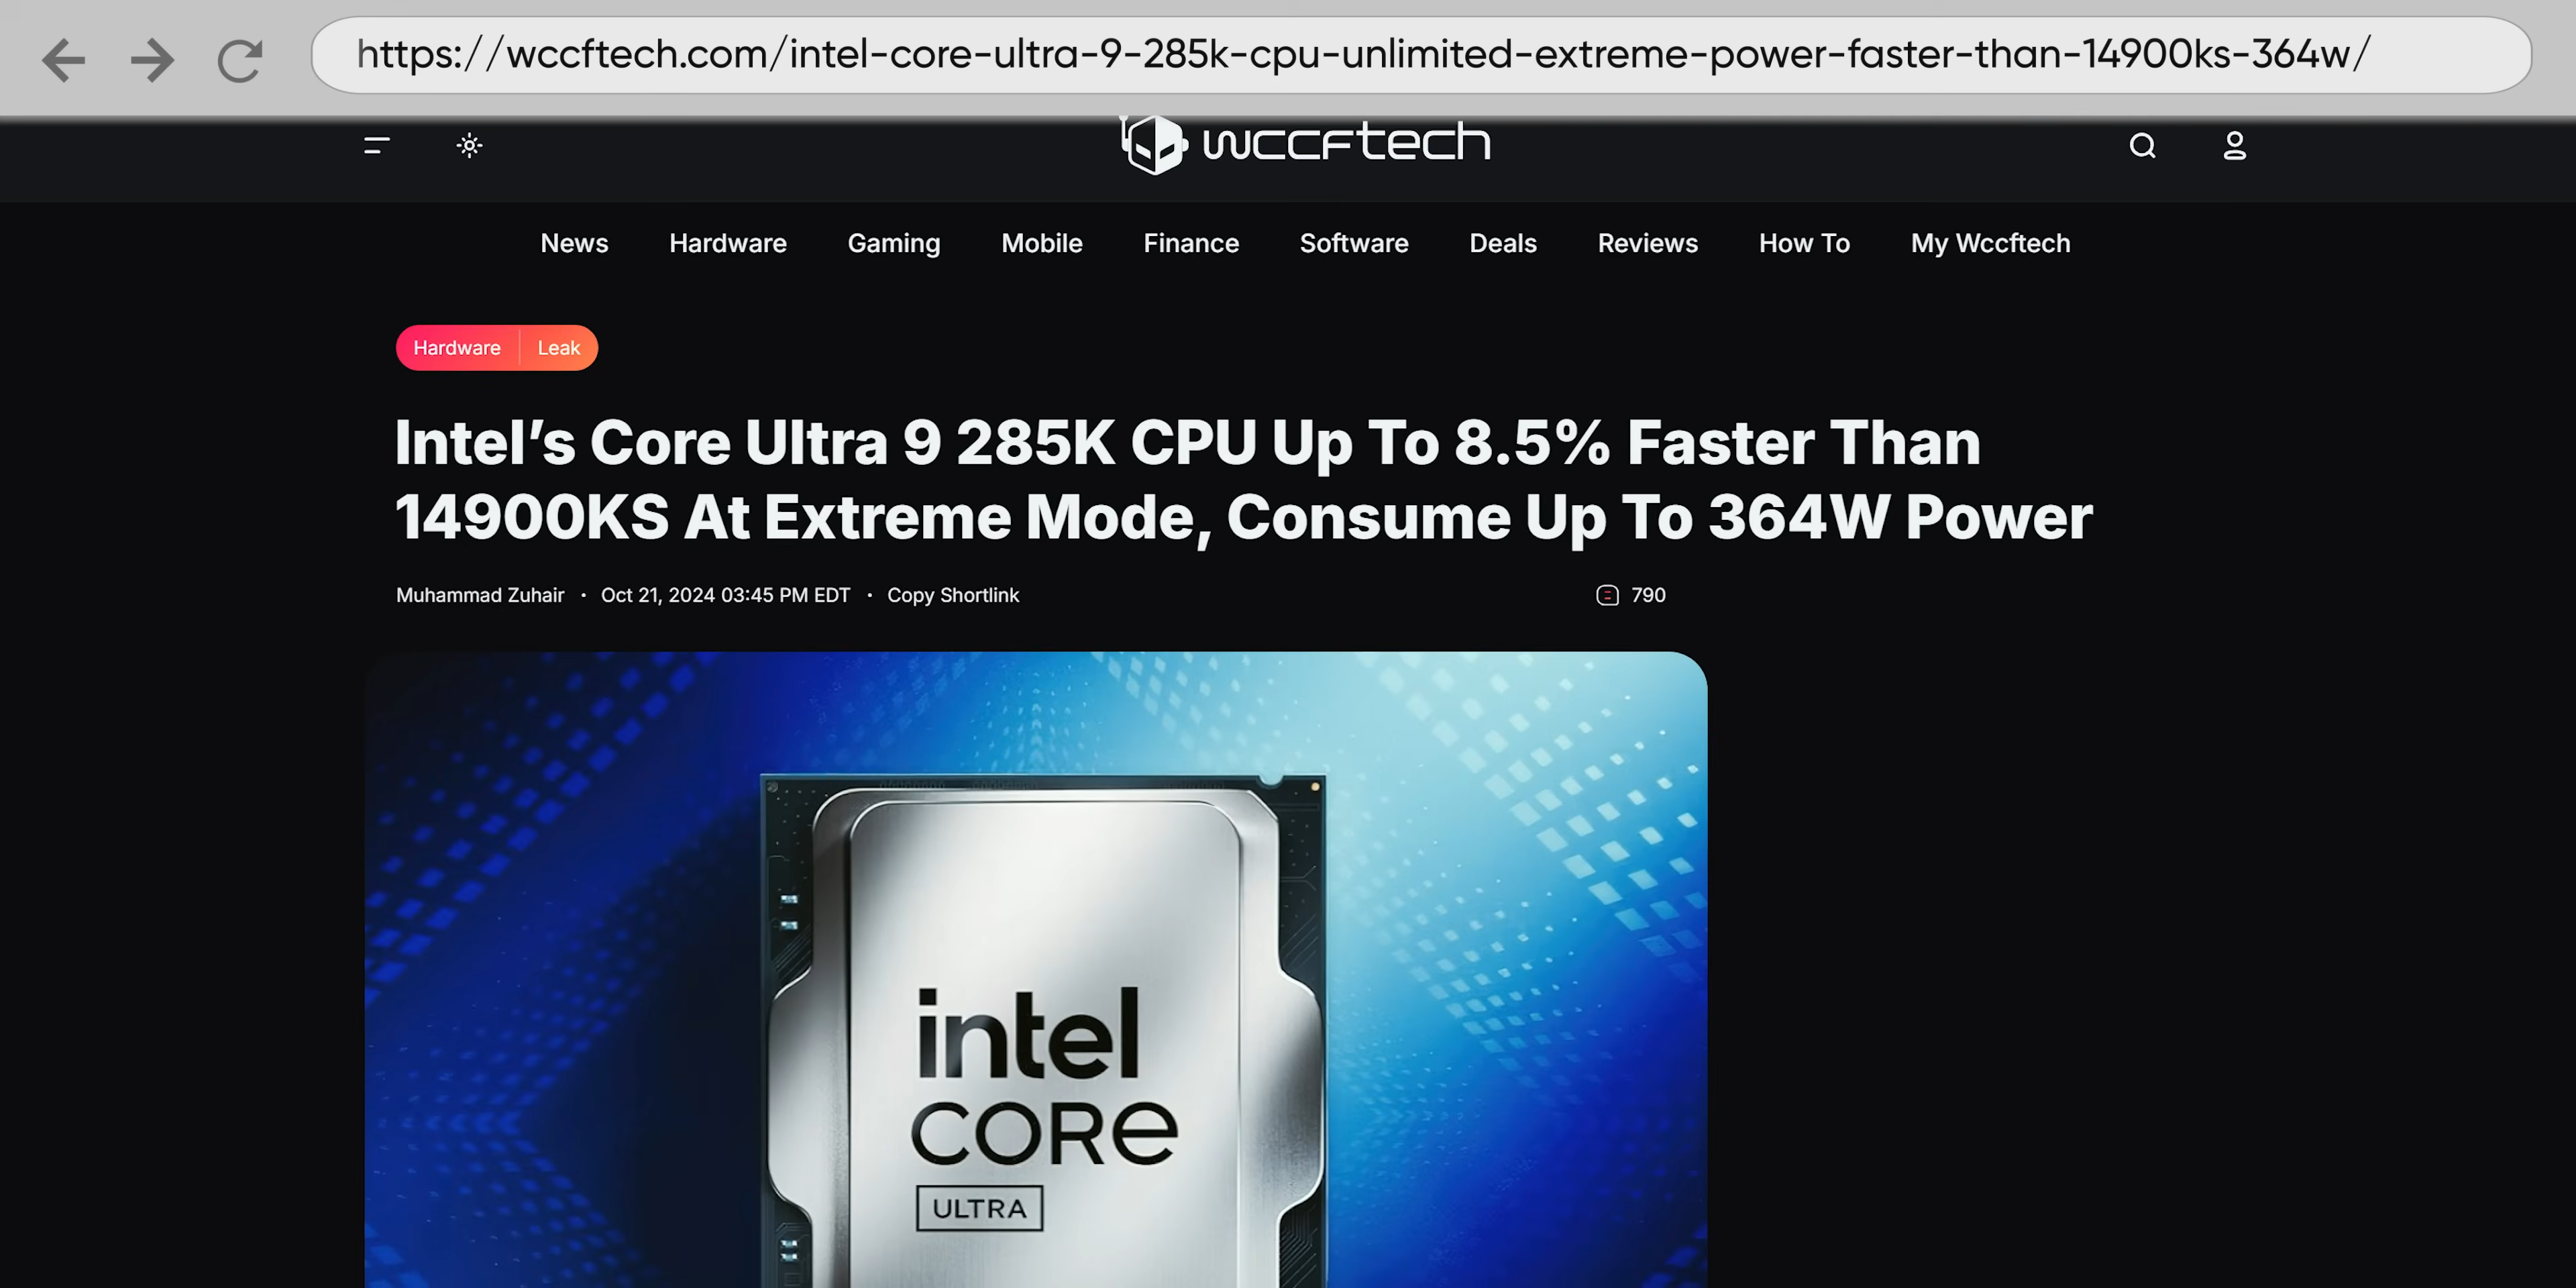 https://wccftech.com/intel-core-ultra-9-285k-cpu-unlimited-extreme-power-faster-than-14900ks-364w/
wccftech
News Hardware Gaming Mobile Finance Software Deals Reviews How To My Wccftech
Hardware Leak
Intel’s Core Ultra 9 285K CPU Up To 8.5% Faster Than
14900KS At Extreme Mode, Consume Up To 364W Power
Muhammad Zuhair • Oct 21, 2024 03:45 PM EDT • Copy Shortlink 790
intel
CORe
ULTRA